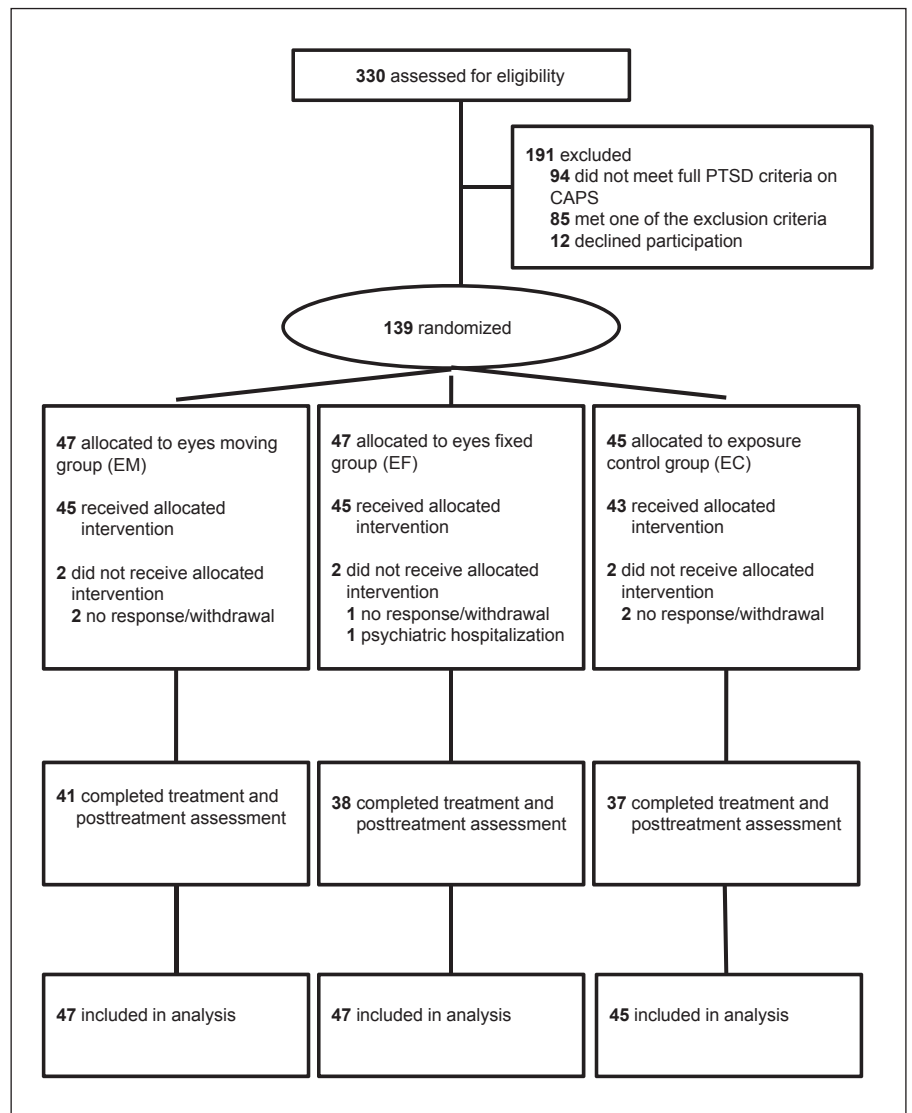 330 assessed for eligibility
191 excluded
94 did not meet full PTSD criteria on
CAPS
85 met one of the exclusion criteria
12 declined participation
139 randomized
47 allocated to eyes moving
group (EM)
45 received allocated
intervention
2 did not receive allocated
intervention
2 no response/withdrawal
47 allocated to eyes fixed
group (EF)
45 received allocated
intervention
2 did not receive allocated
intervention
1 no response/withdrawal
1 psychiatric hospitalization
45 allocated to exposure
control group (EC)
43 received allocated
intervention
2 did not receive allocated
intervention
2 no response/withdrawal
41 completed treatment and
posttreatment assessment
38 completed treatment and
posttreatment assessment
37 completed treatment and
posttreatment assessment
47 included in analysis
47 included in analysis
45 included in analysis